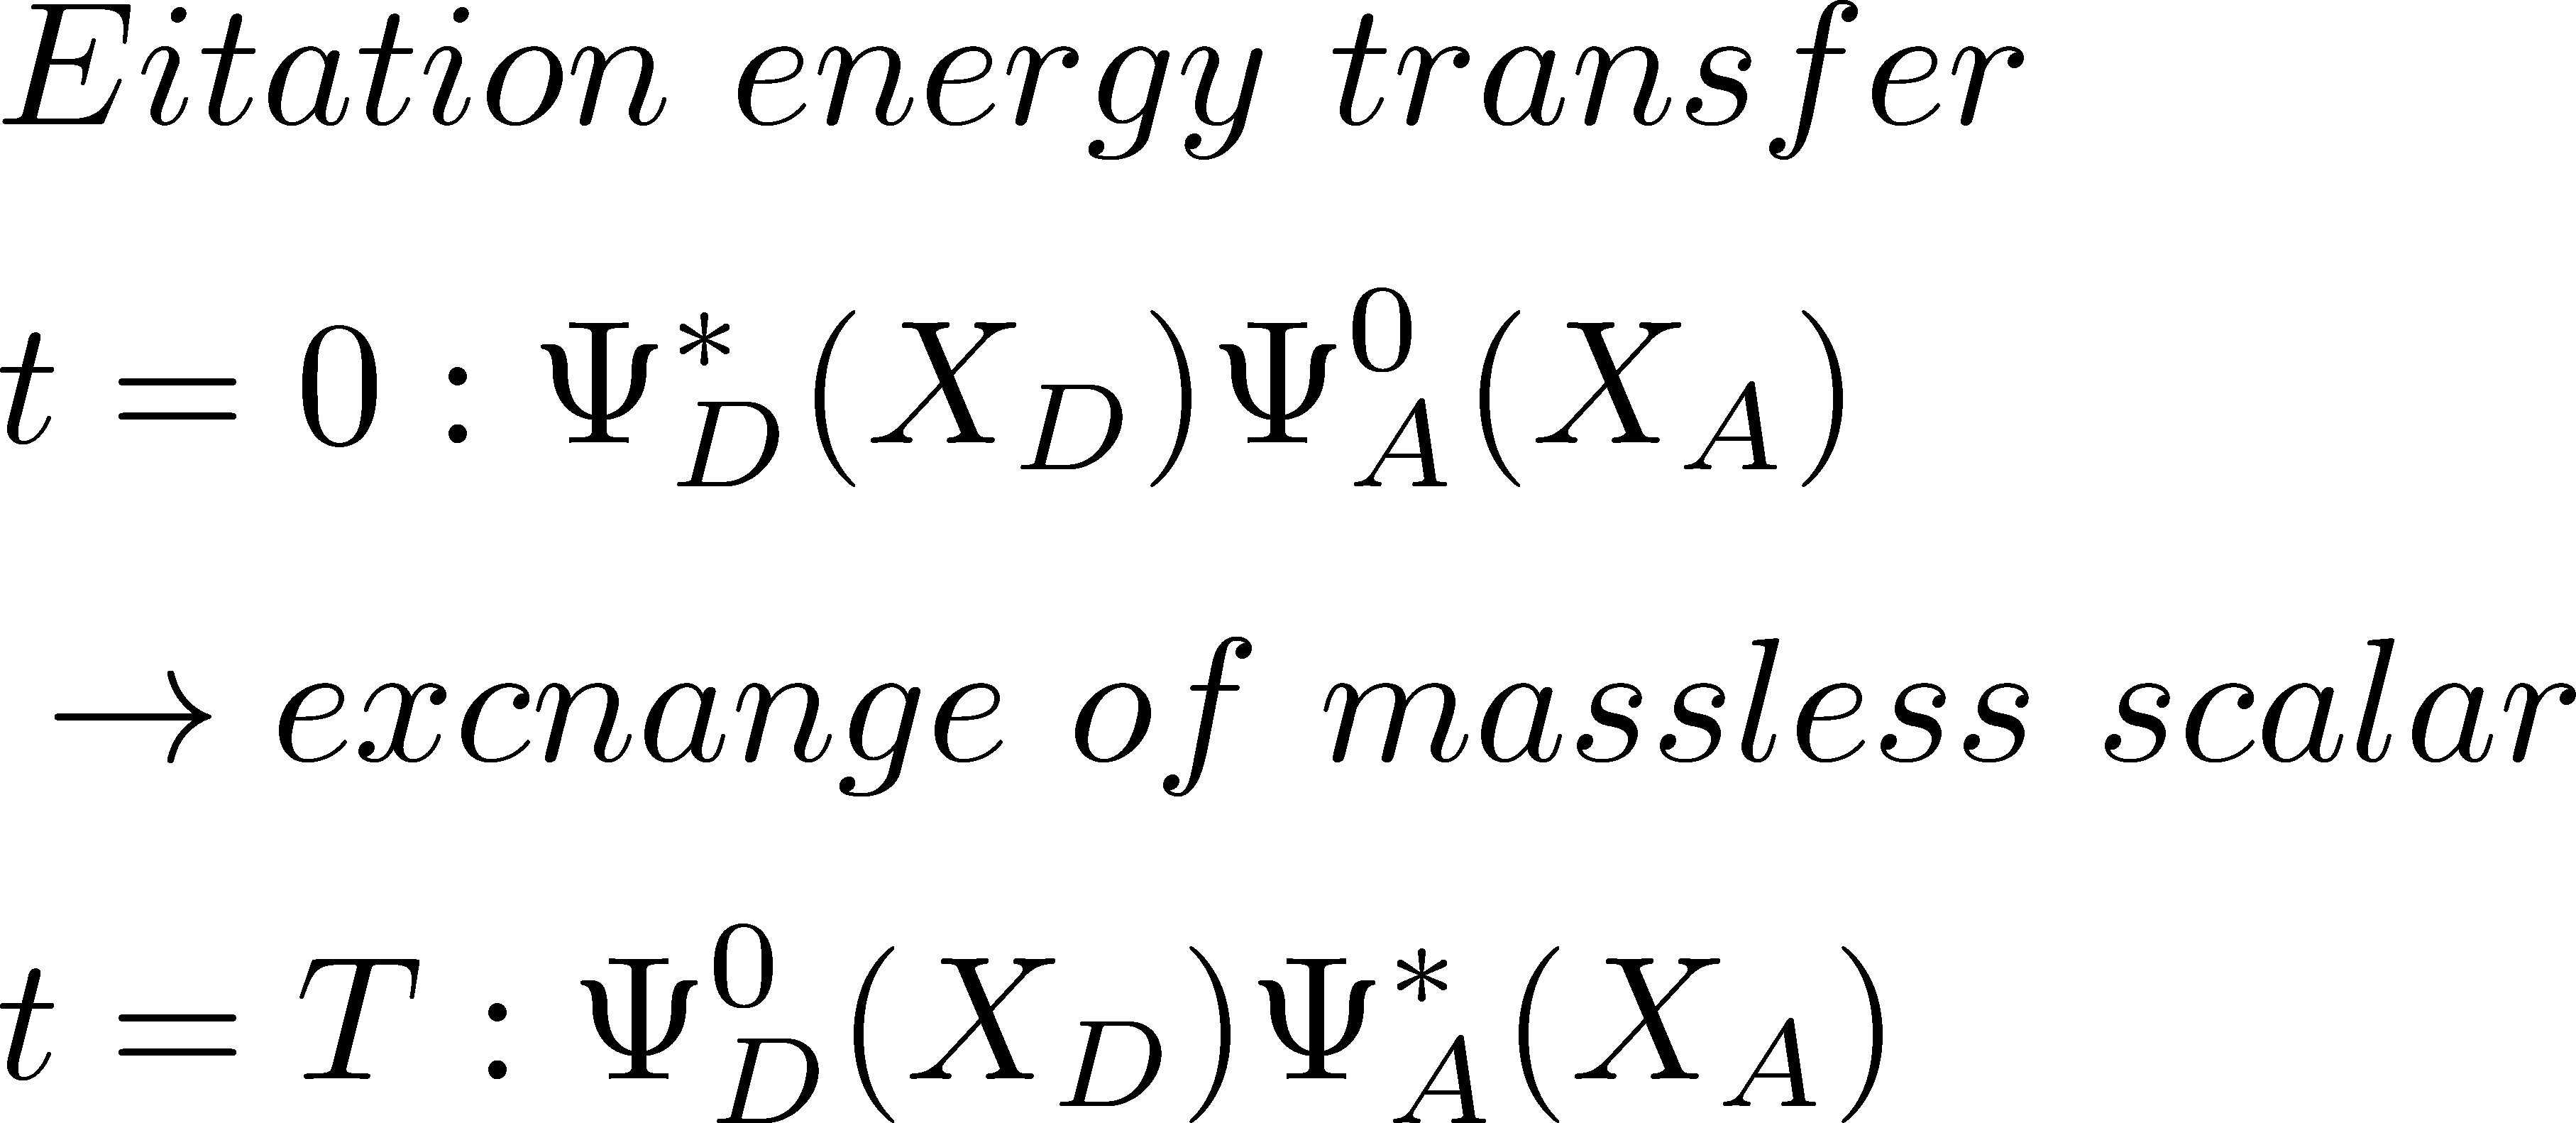 Eitation energy transfer
t = 0 : Ψ*_D(X_D)Ψ^0_A(X_A)
→ excnange of massless scalar
t = T : Ψ^0_D(X_D)Ψ*_A(X_A)